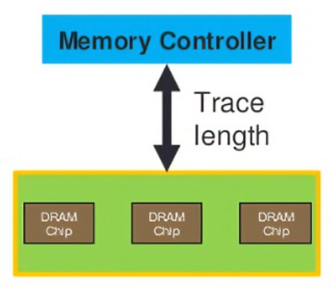 Memory Controller
Trace
length
DRAM
Chip
DRAM
Chip
DRAM
Chip